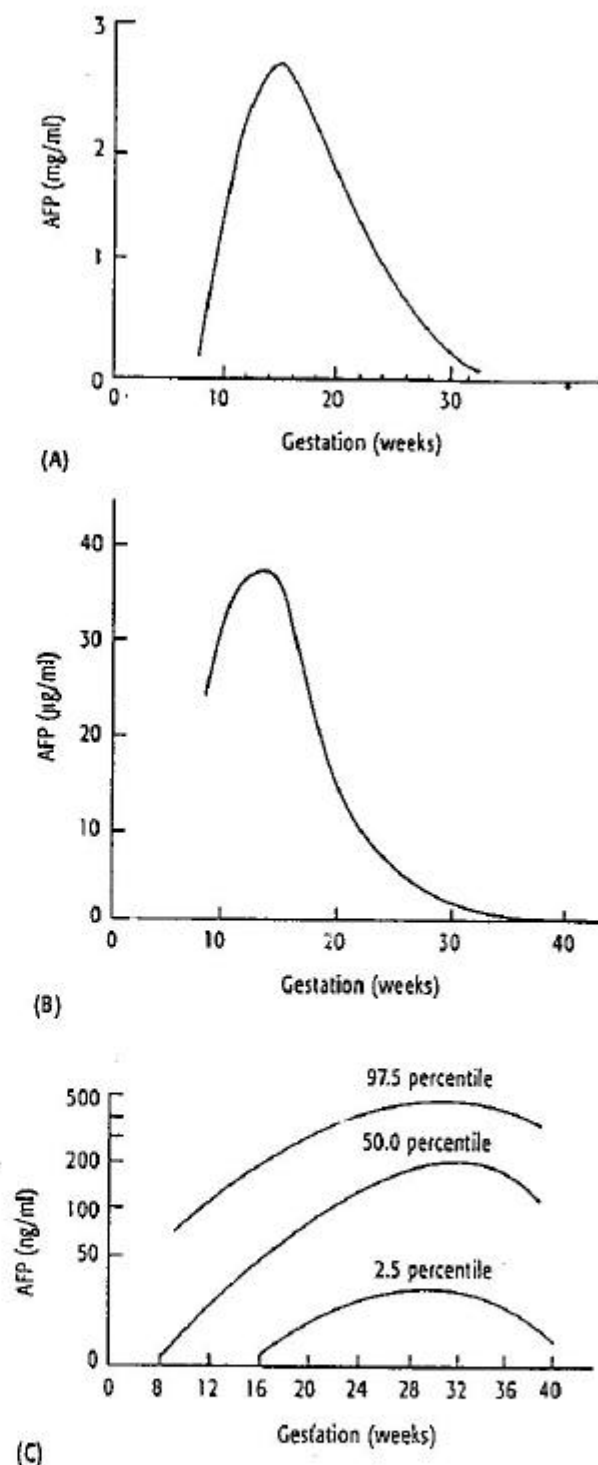 3
2
1
0
AFP (mg/ml)
0 10 20 30
Gestation (weeks)
(A)
40
30
20
10
0
AFP (µg/ml)
0 10 20 30 40
Gestation (weeks)
(B)
97.5 percentile
50.0 percentile
2.5 percentile
500
200
100
50
0
AFP (ng/ml)
0 8 12 16 20 24 28 32 36 40
Gestation (weeks)
(C)